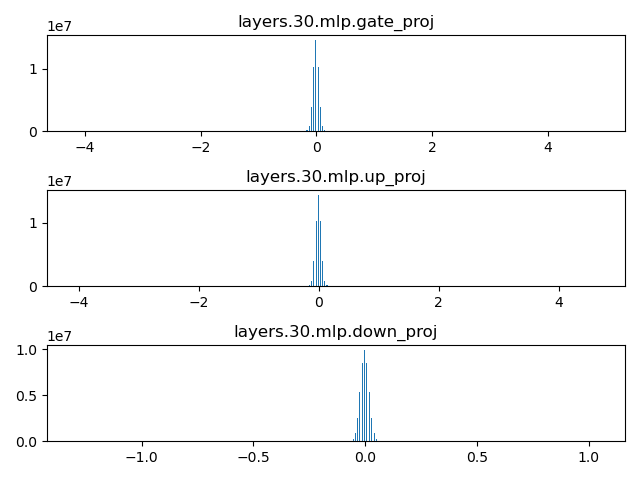 layers.30.mlp.gate_proj
1e7
1
0
−4 −2 0 2 4
layers.30.mlp.up_proj
1e7
1
0
−4 −2 0 2 4
layers.30.mlp.down_proj
1e7
1.0
0.5
0.0
−1.0 −0.5 0.0 0.5 1.0